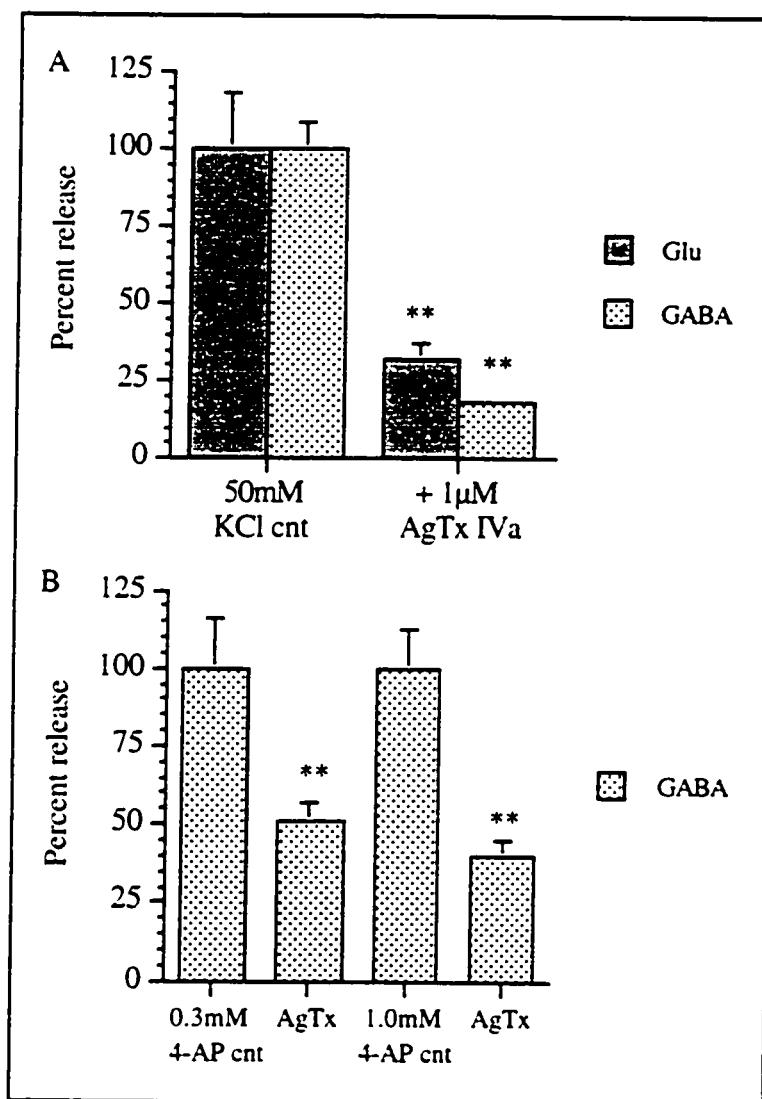 A
125
100
75
50
25
0
Percent release
**
**
50mM
KCl cnt
+ 1µM
AgTx IVa
Glu
GABA
B
125
100
75
50
25
0
Percent release
**
**
0.3mM
4-AP cnt
AgTx
1.0mM
4-AP cnt
AgTx
GABA